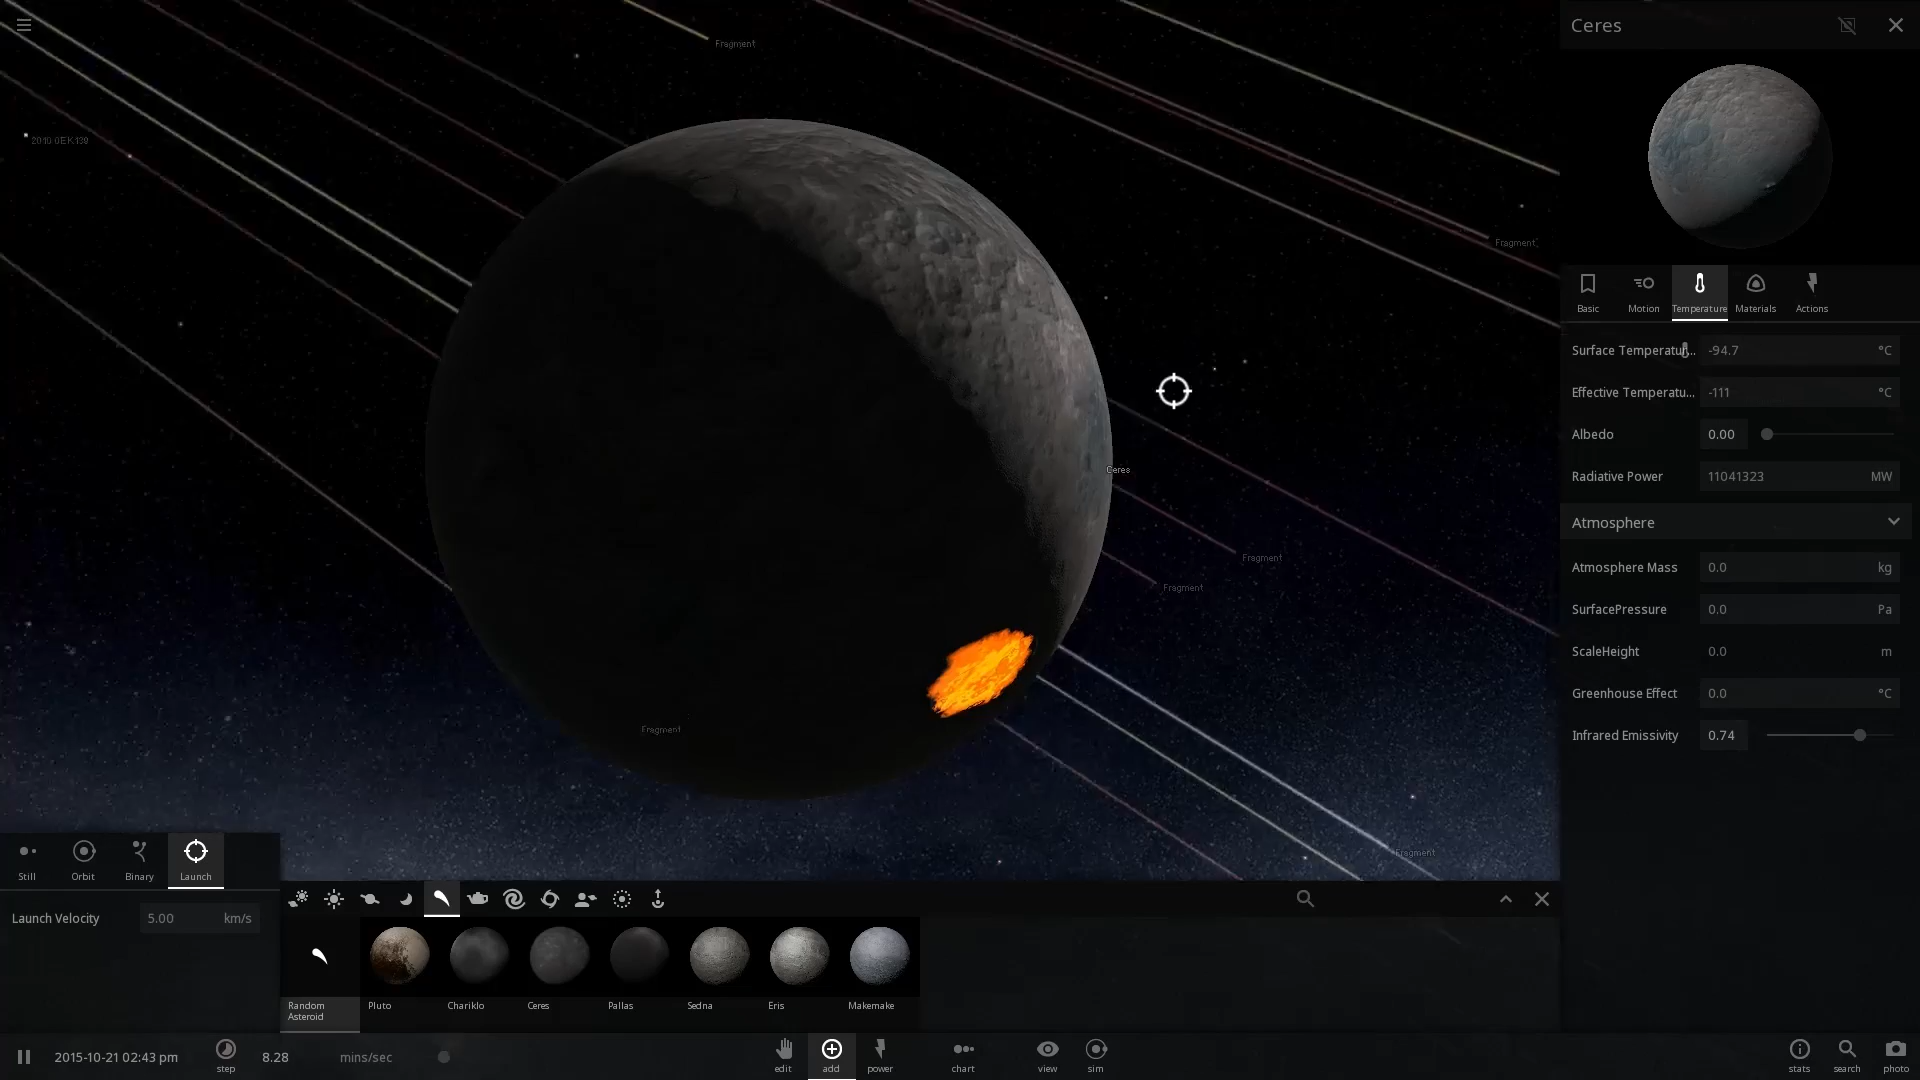 Fragment
2010 GEK139
Fragment
Ceres
Fragment
Fragment
Fragment
Fragment
Ceres
Basic
Motion
Temperature
Materials
Actions
Surface Temperatur...
-94.7
°C
Effective Temperatu...
-111
°C
Albedo
0.00
Radiative Power
11041323
MW
Atmosphere
Atmosphere Mass
0.0
kg
SurfacePressure
0.0
Pa
ScaleHeight
0.0
m
Greenhouse Effect
0.0
°C
Infrared Emissivity
0.74
Still
Orbit
Binary
Launch
Launch Velocity
5.00
km/s
Random
Asteroid
Pluto
Chariklo
Ceres
Pallas
Sedna
Eris
Makemake
2015-10-21 02:43 pm
step
8.28
mins/sec
edit
add
power
chart
view
sim
stats
search
photo